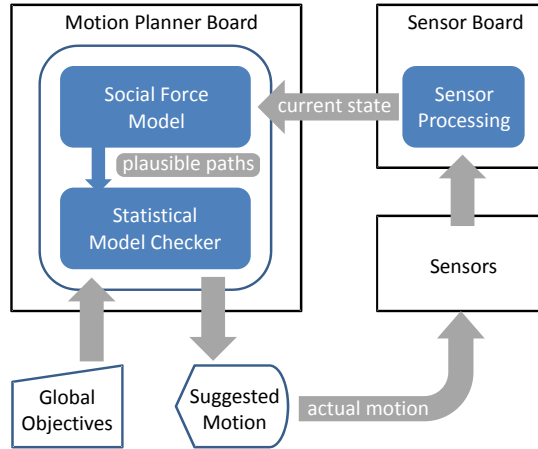 Motion Planner Board
Sensor Board
Social Force
Model
current state
Sensor
Processing
plausible paths
Statistical
Model Checker
Sensors
Global
Objectives
Suggested
Motion
actual motion